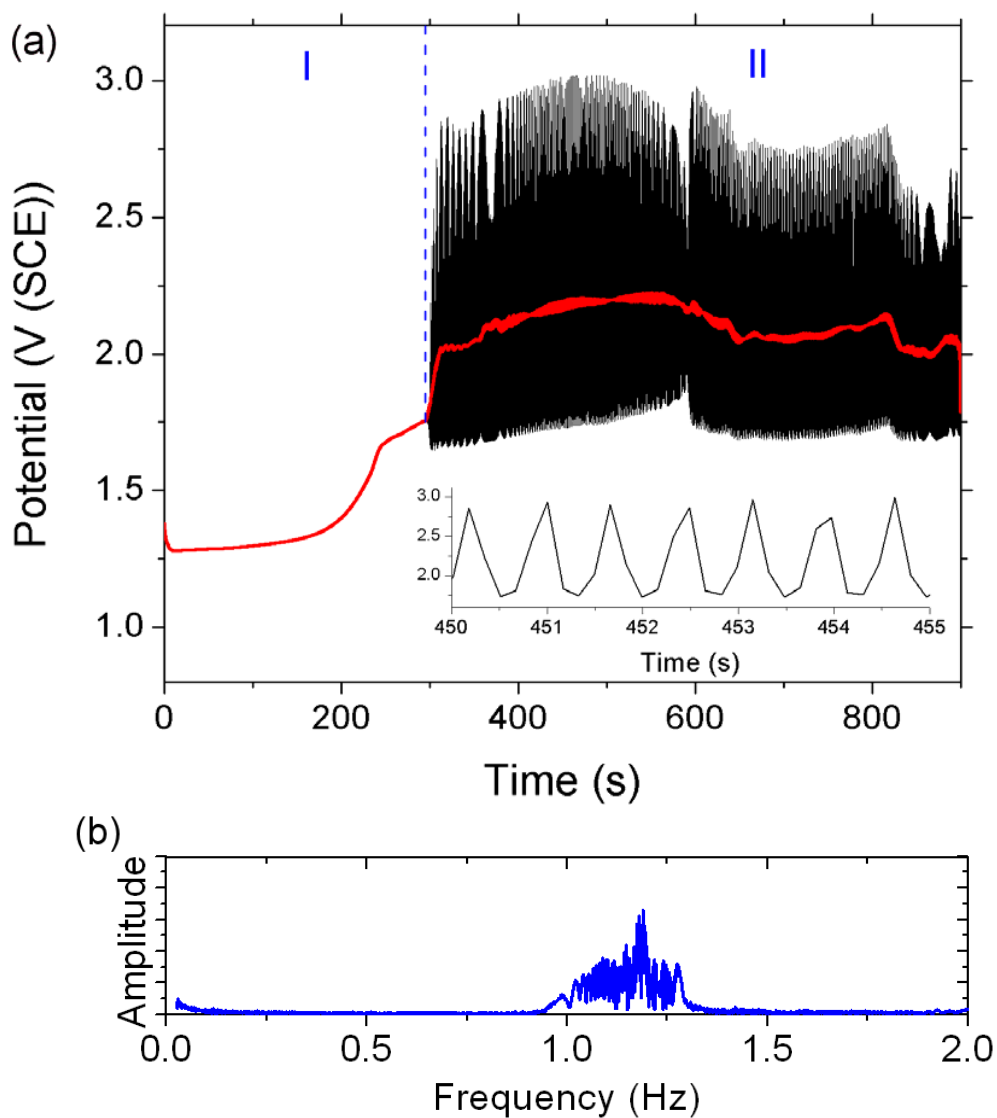 (a)
I
II
3.0
2.5
2.0
1.5
1.0
Potential (V (SCE))
3.0
2.5
2.0
450 451 452 453 454 455
Time (s)
0 200 400 600 800
Time (s)
(b)
Amplitude
0.0 0.5 1.0 1.5 2.0
Frequency (Hz)